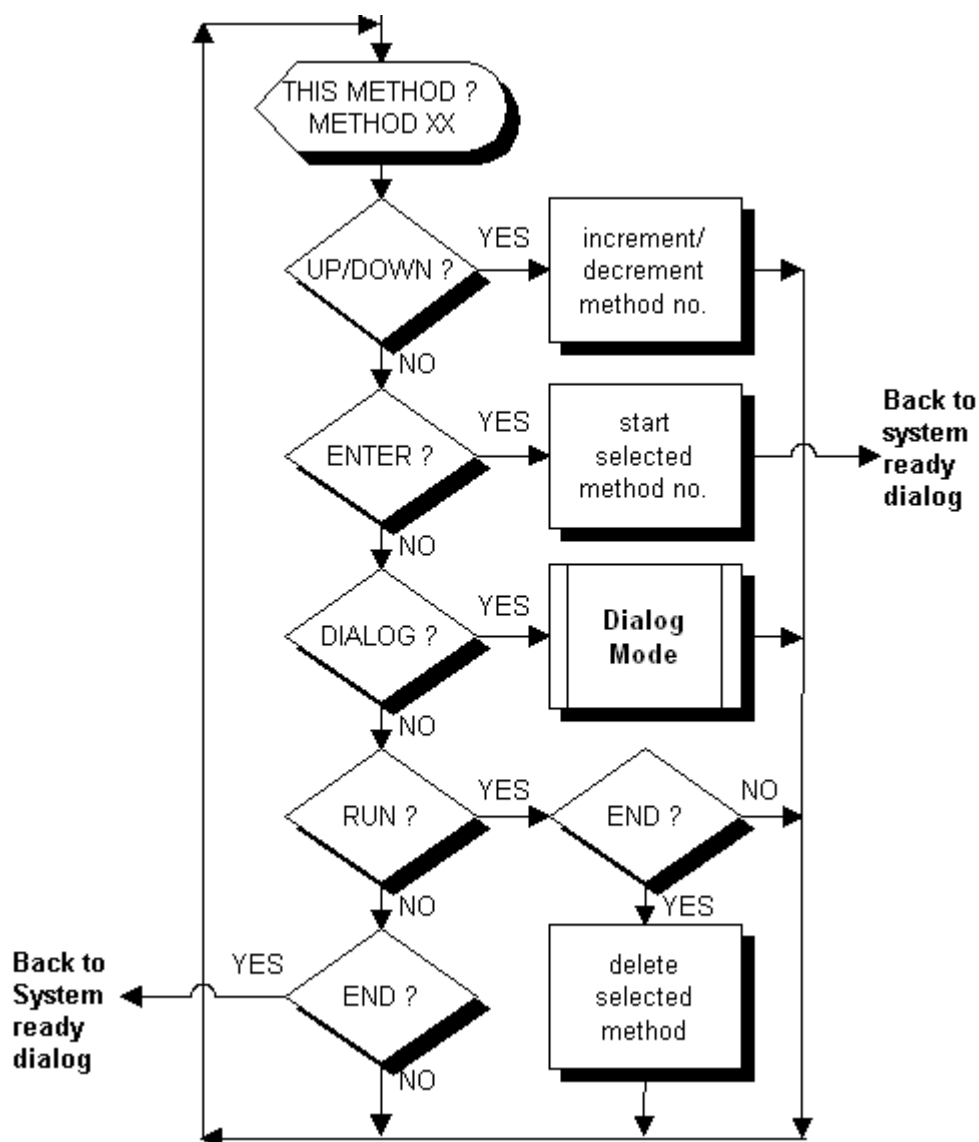 THIS METHOD ?
METHOD XX
UP/DOWN ?
YES
increment/
decrement
method no.
NO
ENTER ?
YES
start
selected
method no.
Back to
system
ready
dialog
NO
DIALOG ?
YES
Dialog
Mode
NO
RUN ?
YES
END ?
NO
YES
delete
selected
method
NO
END ?
YES
Back to
System
ready
dialog
NO